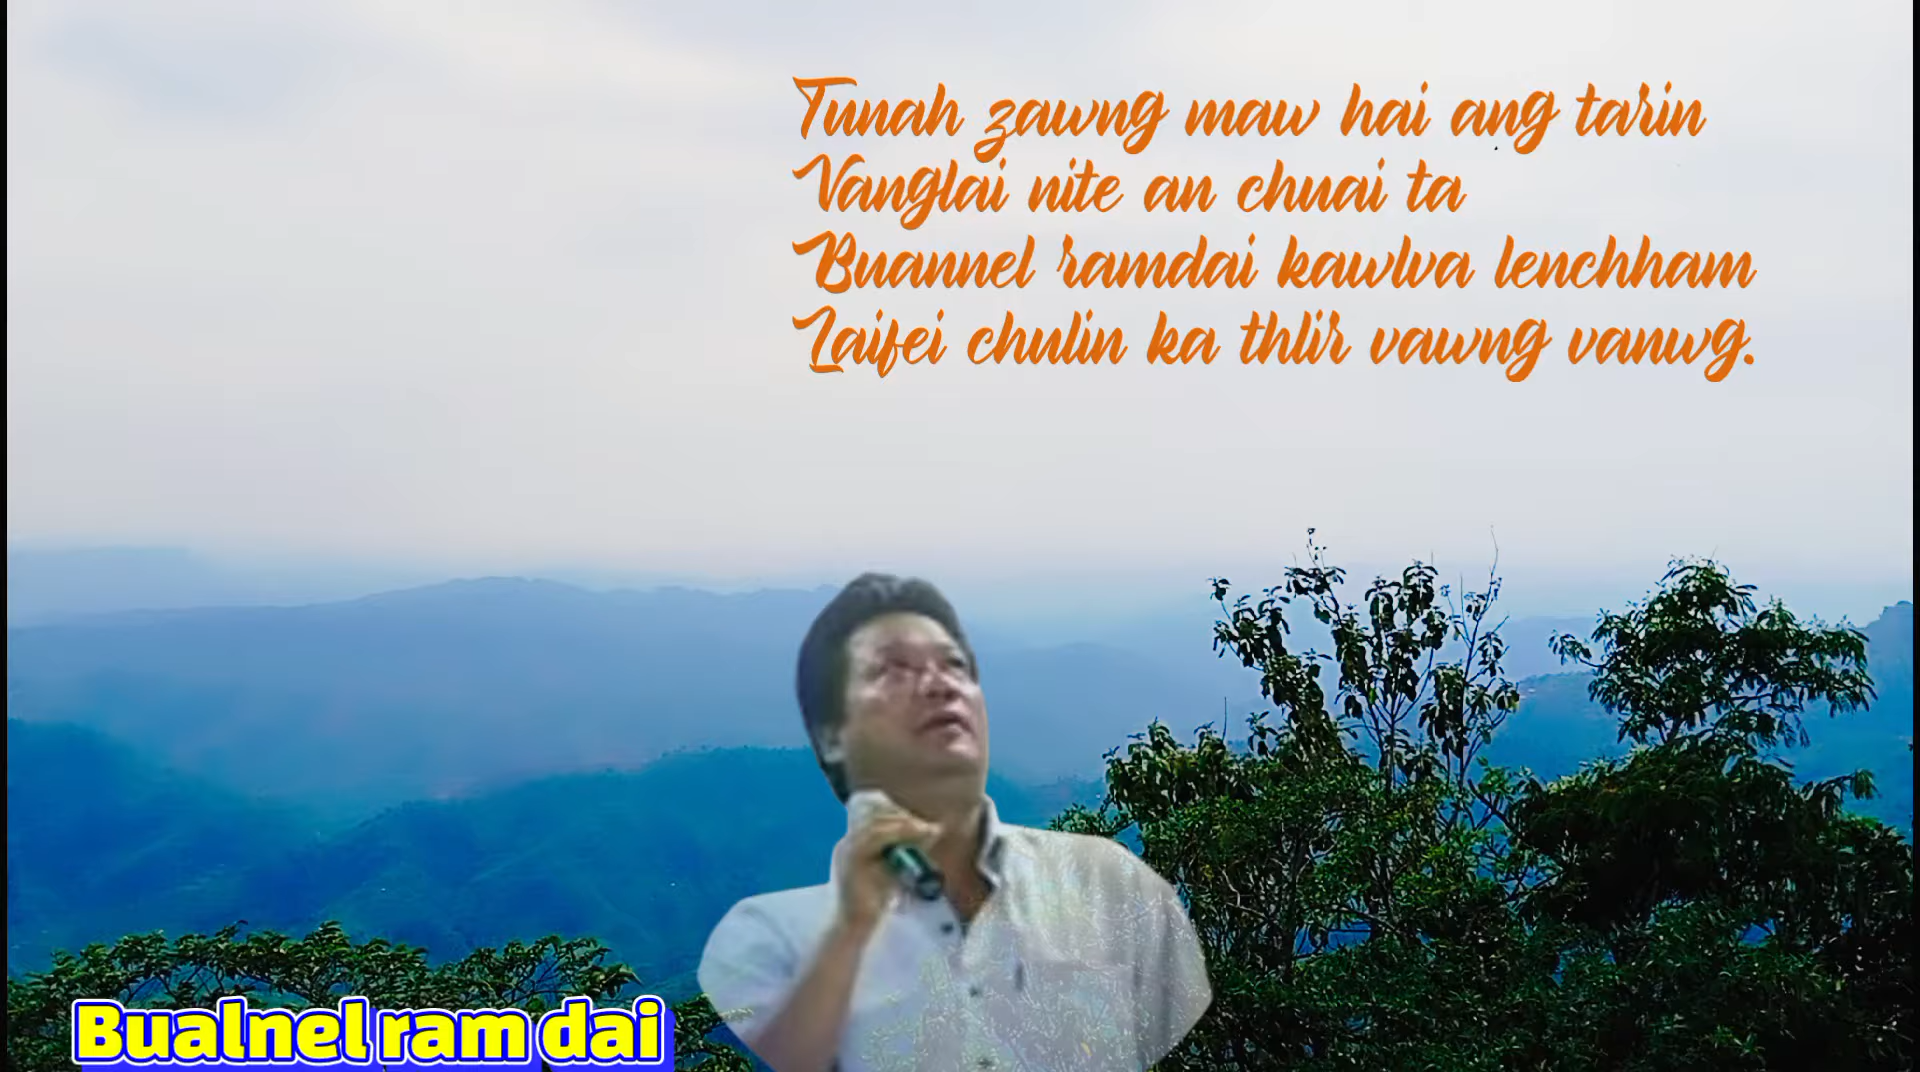 Tunah zawng maw hai ang tarin
Vanglai nite an chuai ta
Buannel ramdai kawlva lenchham
Laifei chulin ka thlir vawng vanwg.
Bualnel ram dai